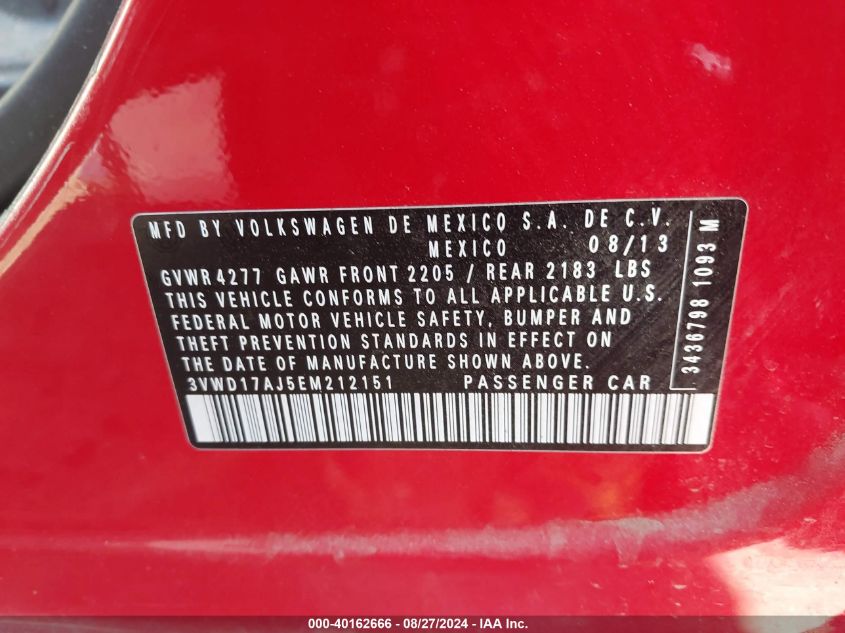 MFD BY VOLKSWAGEN DE MEXICO S.A. DE C.V.
MEXICO 08/13
GVWR4277 GAWR FRONT 2205 / REAR 2183 LBS
THIS VEHICLE CONFORMS TO ALL APPLICABLE U.S.
FEDERAL MOTOR VEHICLE SAFETY, BUMPER AND
THEFT PREVENTION STANDARDS IN EFFECT ON
THE DATE OF MANUFACTURE SHOWN ABOVE.
3VWD17AJ5EM212151 PASSENGER CAR
3436798 1093 M
000-40162666 - 08/27/2024 - IAA Inc.